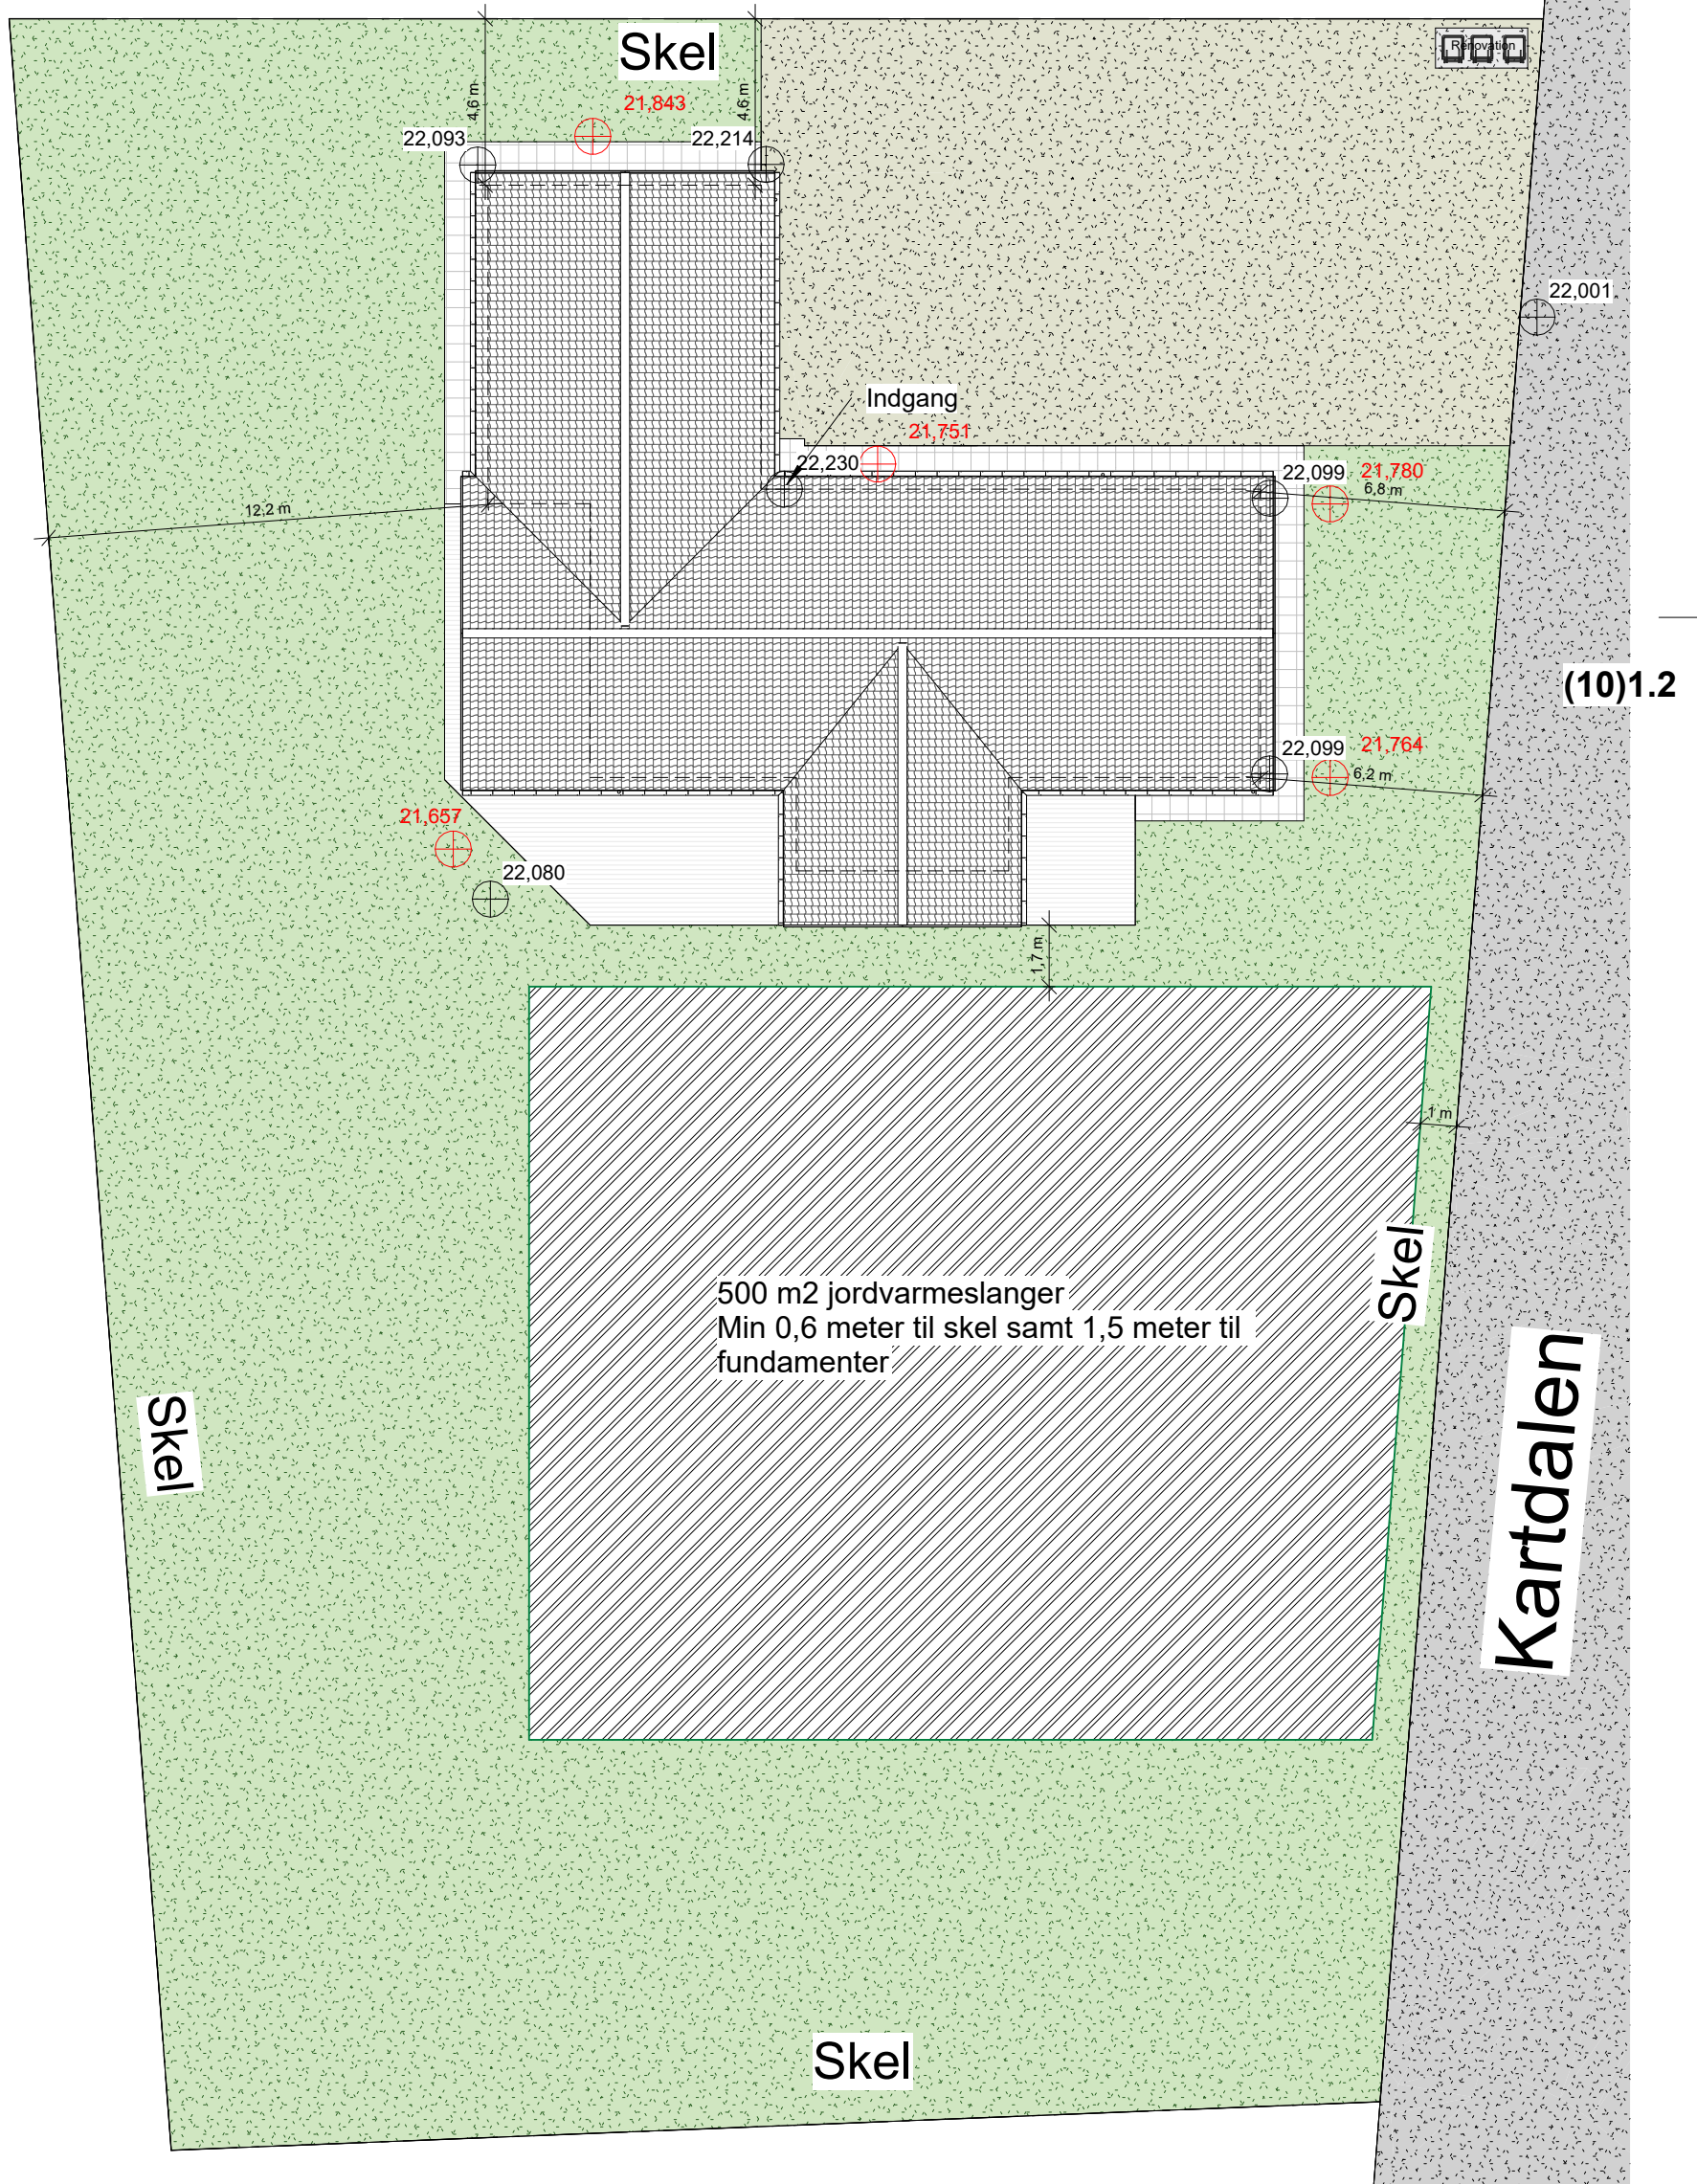 Skel
Renovation
4,6 m
4,6 m
21,843
22,093
22,214
22,001
Indgang
21,751
22,230
22,099
21,780
6,8 m
12,2 m
(10)1.2
22,099
21,764
6,2 m
21,657
22,080
1,7 m
1 m
Skel
500 m2 jordvarmeslanger
Min 0,6 meter til skel samt 1,5 meter til
fundamenter
Skel
Kartdalen
Skel